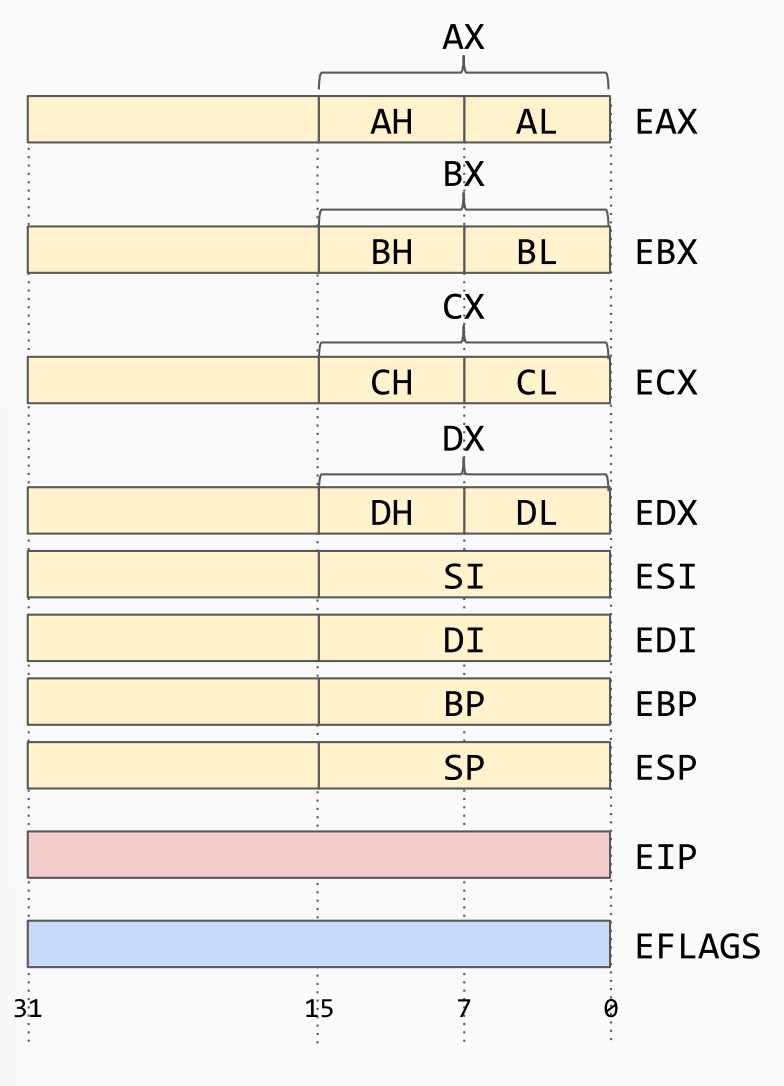 AX
AH AL EAX
BX
BH BL EBX
CX
CH CL ECX
DX
DH DL EDX
SI ESI
DI EDI
BP EBP
SP ESP
EIP
EFLAGS
31 15 7 0